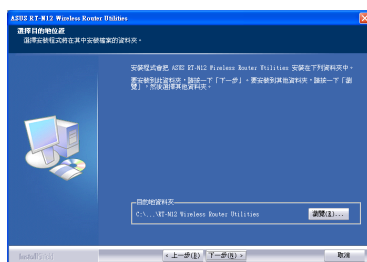 ASUS RT-N12 Wireless Router Utilities
選擇目的地位置
選擇安裝程式將在其中安裝檔案的資料夾。
安裝程式會把 ASUS RT-N12 Wireless Router Utilities 安裝在下列資料夾中。
要安裝到此資料夾，請按一下「下一步」。要安裝到其他資料夾，請按一下「瀏
覽」，然後選擇其他資料夾。
目的地資料夾
C:\...\RT-N12 Wireless Router Utilities
瀏覽(R)...
InstallShield
< 上一步(B)
下一步(N) >
取消